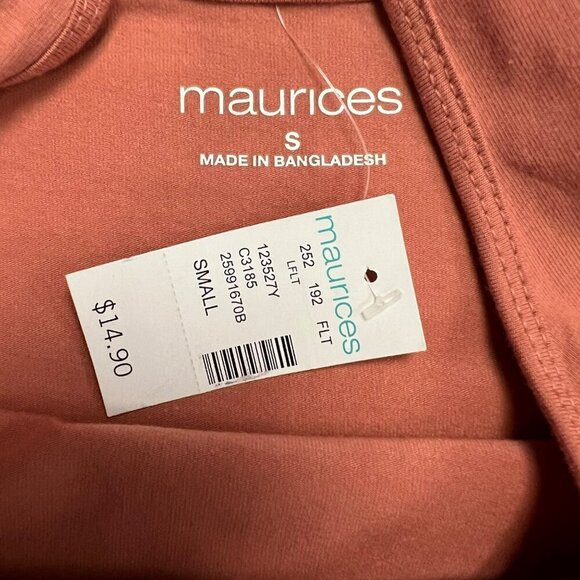 maurices
S
MADE IN BANGLADESH
maurices
252 192 FLT
LFLT
123527Y
C3185
25991670B
SMALL
$14.90